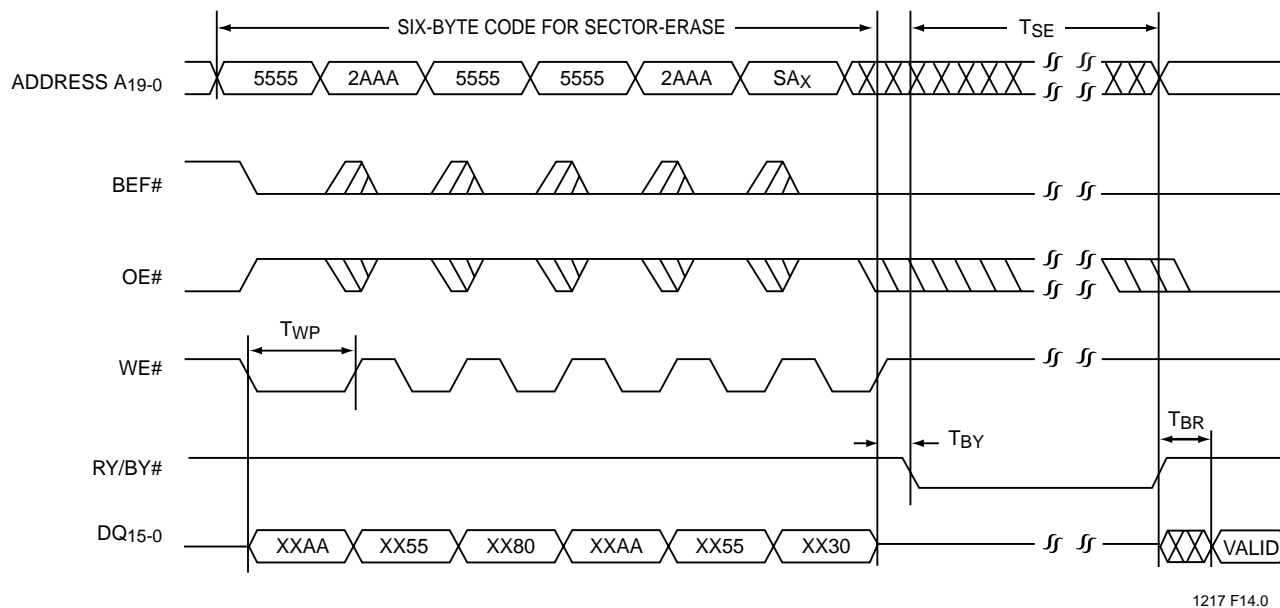 SIX-BYTE CODE FOR SECTOR-ERASE TSE
ADDRESS A19-0 5555 2AAA 5555 5555 2AAA SAX
BEF#
OE#
TWP
WE#
TBR
TBY
RY/BY#
DQ15-0 XXAA XX55 XX80 XXAA XX55 XX30 VALID
1217 F14.0